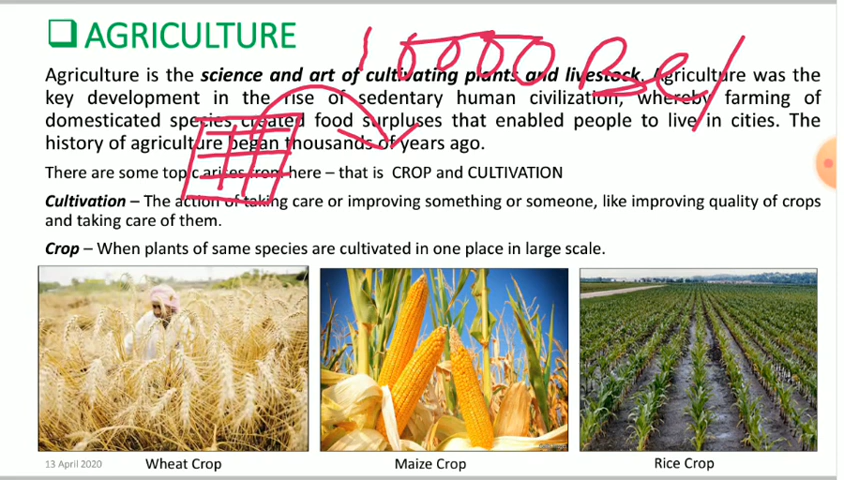 AGRICULTURE
10000 BC/
Agriculture is the science and art of cultivating plants and livestock. Agriculture was the
key development in the rise of sedentary human civilization, whereby farming of
domesticated species created food surpluses that enabled people to live in cities. The
history of agriculture began thousands of years ago.
There are some topic arises from here – that is CROP and CULTIVATION
Cultivation – The action of taking care or improving something or someone, like improving quality of crops
and taking care of them.
Crop – When plants of same species are cultivated in one place in large scale.
13 April 2020
Wheat Crop
Maize Crop
Rice Crop